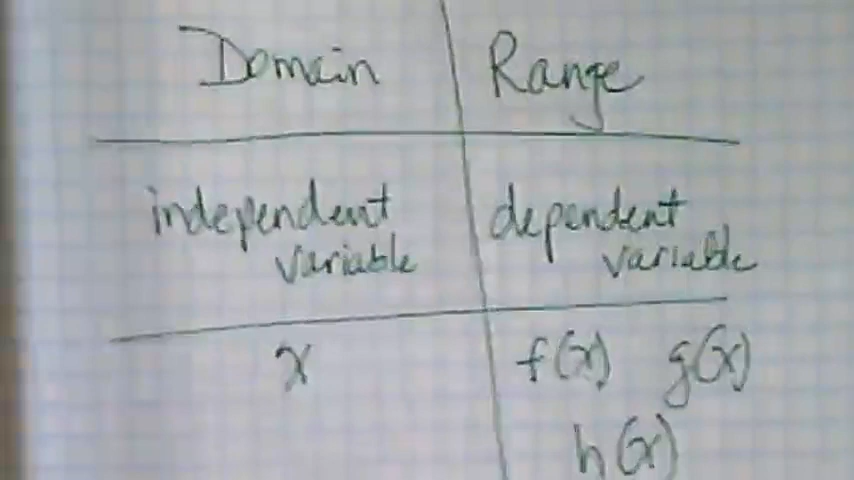 Domain Range
independent variable
dependent variable
x
f(x) g(x)
h(x)